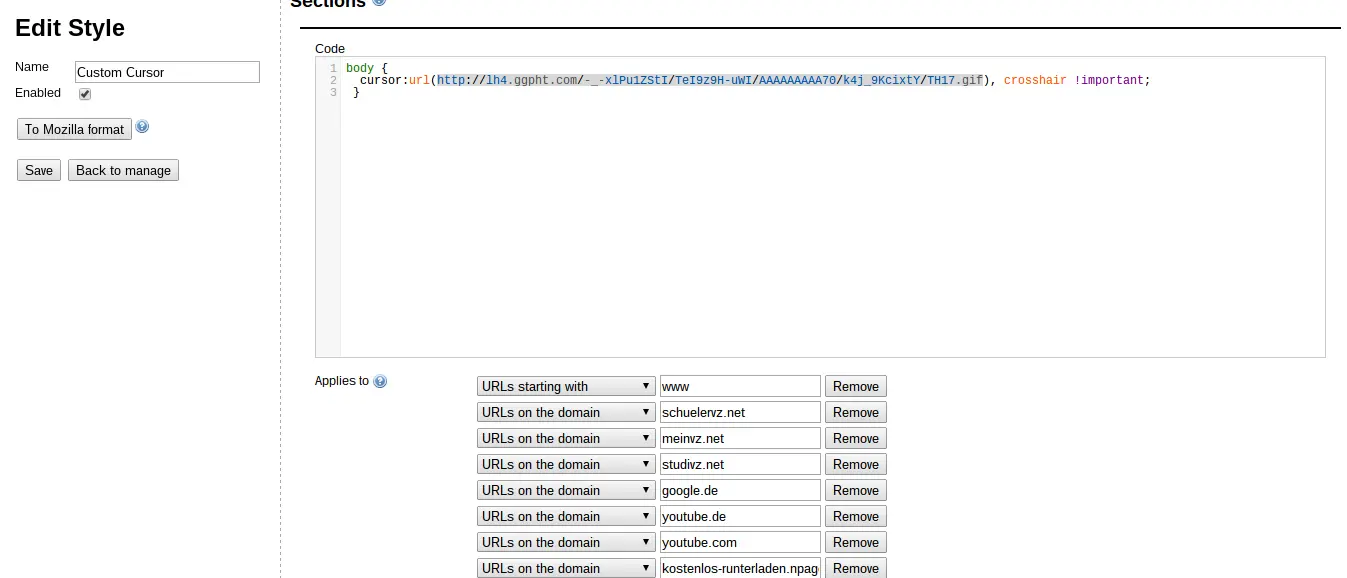 Sections
Edit Style
Name
Custom Cursor
Enabled
To Mozilla format
Save
Back to manage
Code
1 body {
2 cursor:url(http://lh4.ggpht.com/-_-xlPu1ZStI/TeI9z9H-uWI/AAAAAAAAA70/k4j_9KcixtY/TH17.gif), crosshair !important;
3 }
Applies to
URLs starting with www Remove
URLs on the domain schuelervz.net Remove
URLs on the domain meinvz.net Remove
URLs on the domain studivz.net Remove
URLs on the domain google.de Remove
URLs on the domain youtube.de Remove
URLs on the domain youtube.com Remove
URLs on the domain kostenlos-runterladen.npag Remove